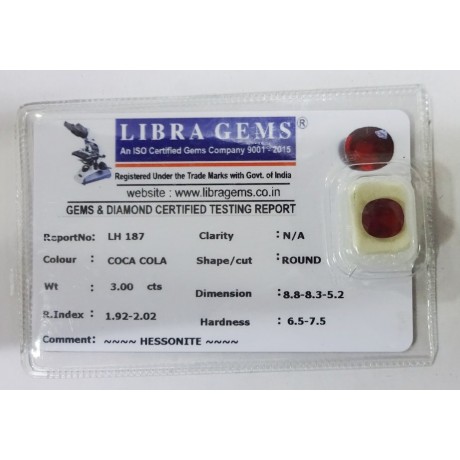 LIBRA GEMS®
An ISO Certified Gems Company 9001 - 2015
Registered Under the Trade Marks with Govt. of India
website : www.libragems.co.in
GEMS & DIAMOND CERTIFIED TESTING REPORT
ReportNo: LH 187 Clarity : N/A
Colour : COCA COLA Shape/cut : ROUND
Wt : 3.00 cts Dimension : 8.8-8.3-5.2
R.Index : 1.92-2.02 Hardness : 6.5-7.5
Comment: ~~~~ HESSONITE ~~~~